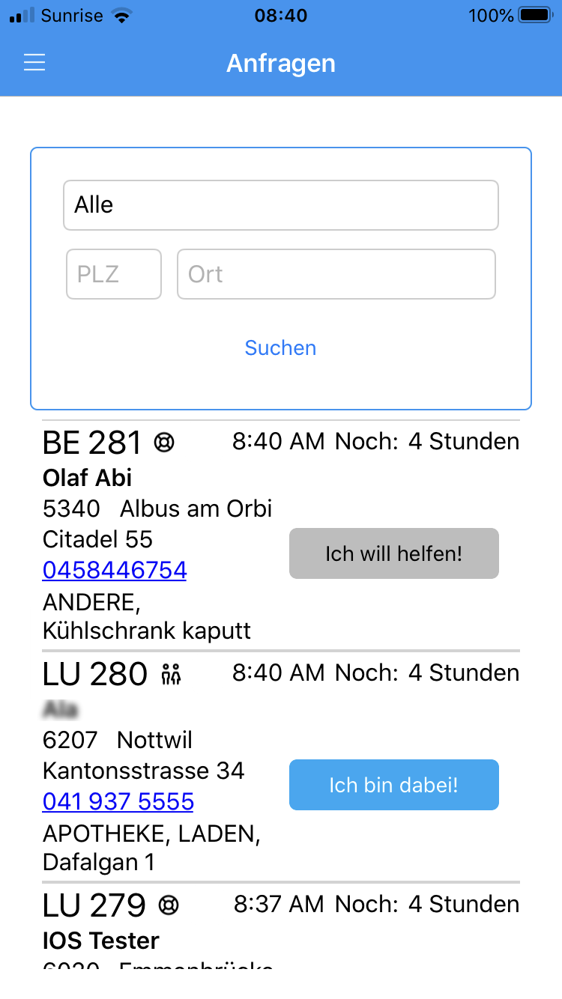 Sunrise 08:40 100%
Anfragen
Alle
PLZ Ort
Suchen
BE 281 8:40 AM Noch: 4 Stunden
Olaf Abi
5340 Albus am Orbi
Citadel 55
Ich will helfen!
0458446754
ANDERE,
Kühlschrank kaputt
LU 280 8:40 AM Noch: 4 Stunden
6207 Nottwil
Kantonsstrasse 34
Ich bin dabei!
041 937 5555
APOTHEKE, LADEN,
Dafalgan 1
LU 279 8:37 AM Noch: 4 Stunden
IOS Tester